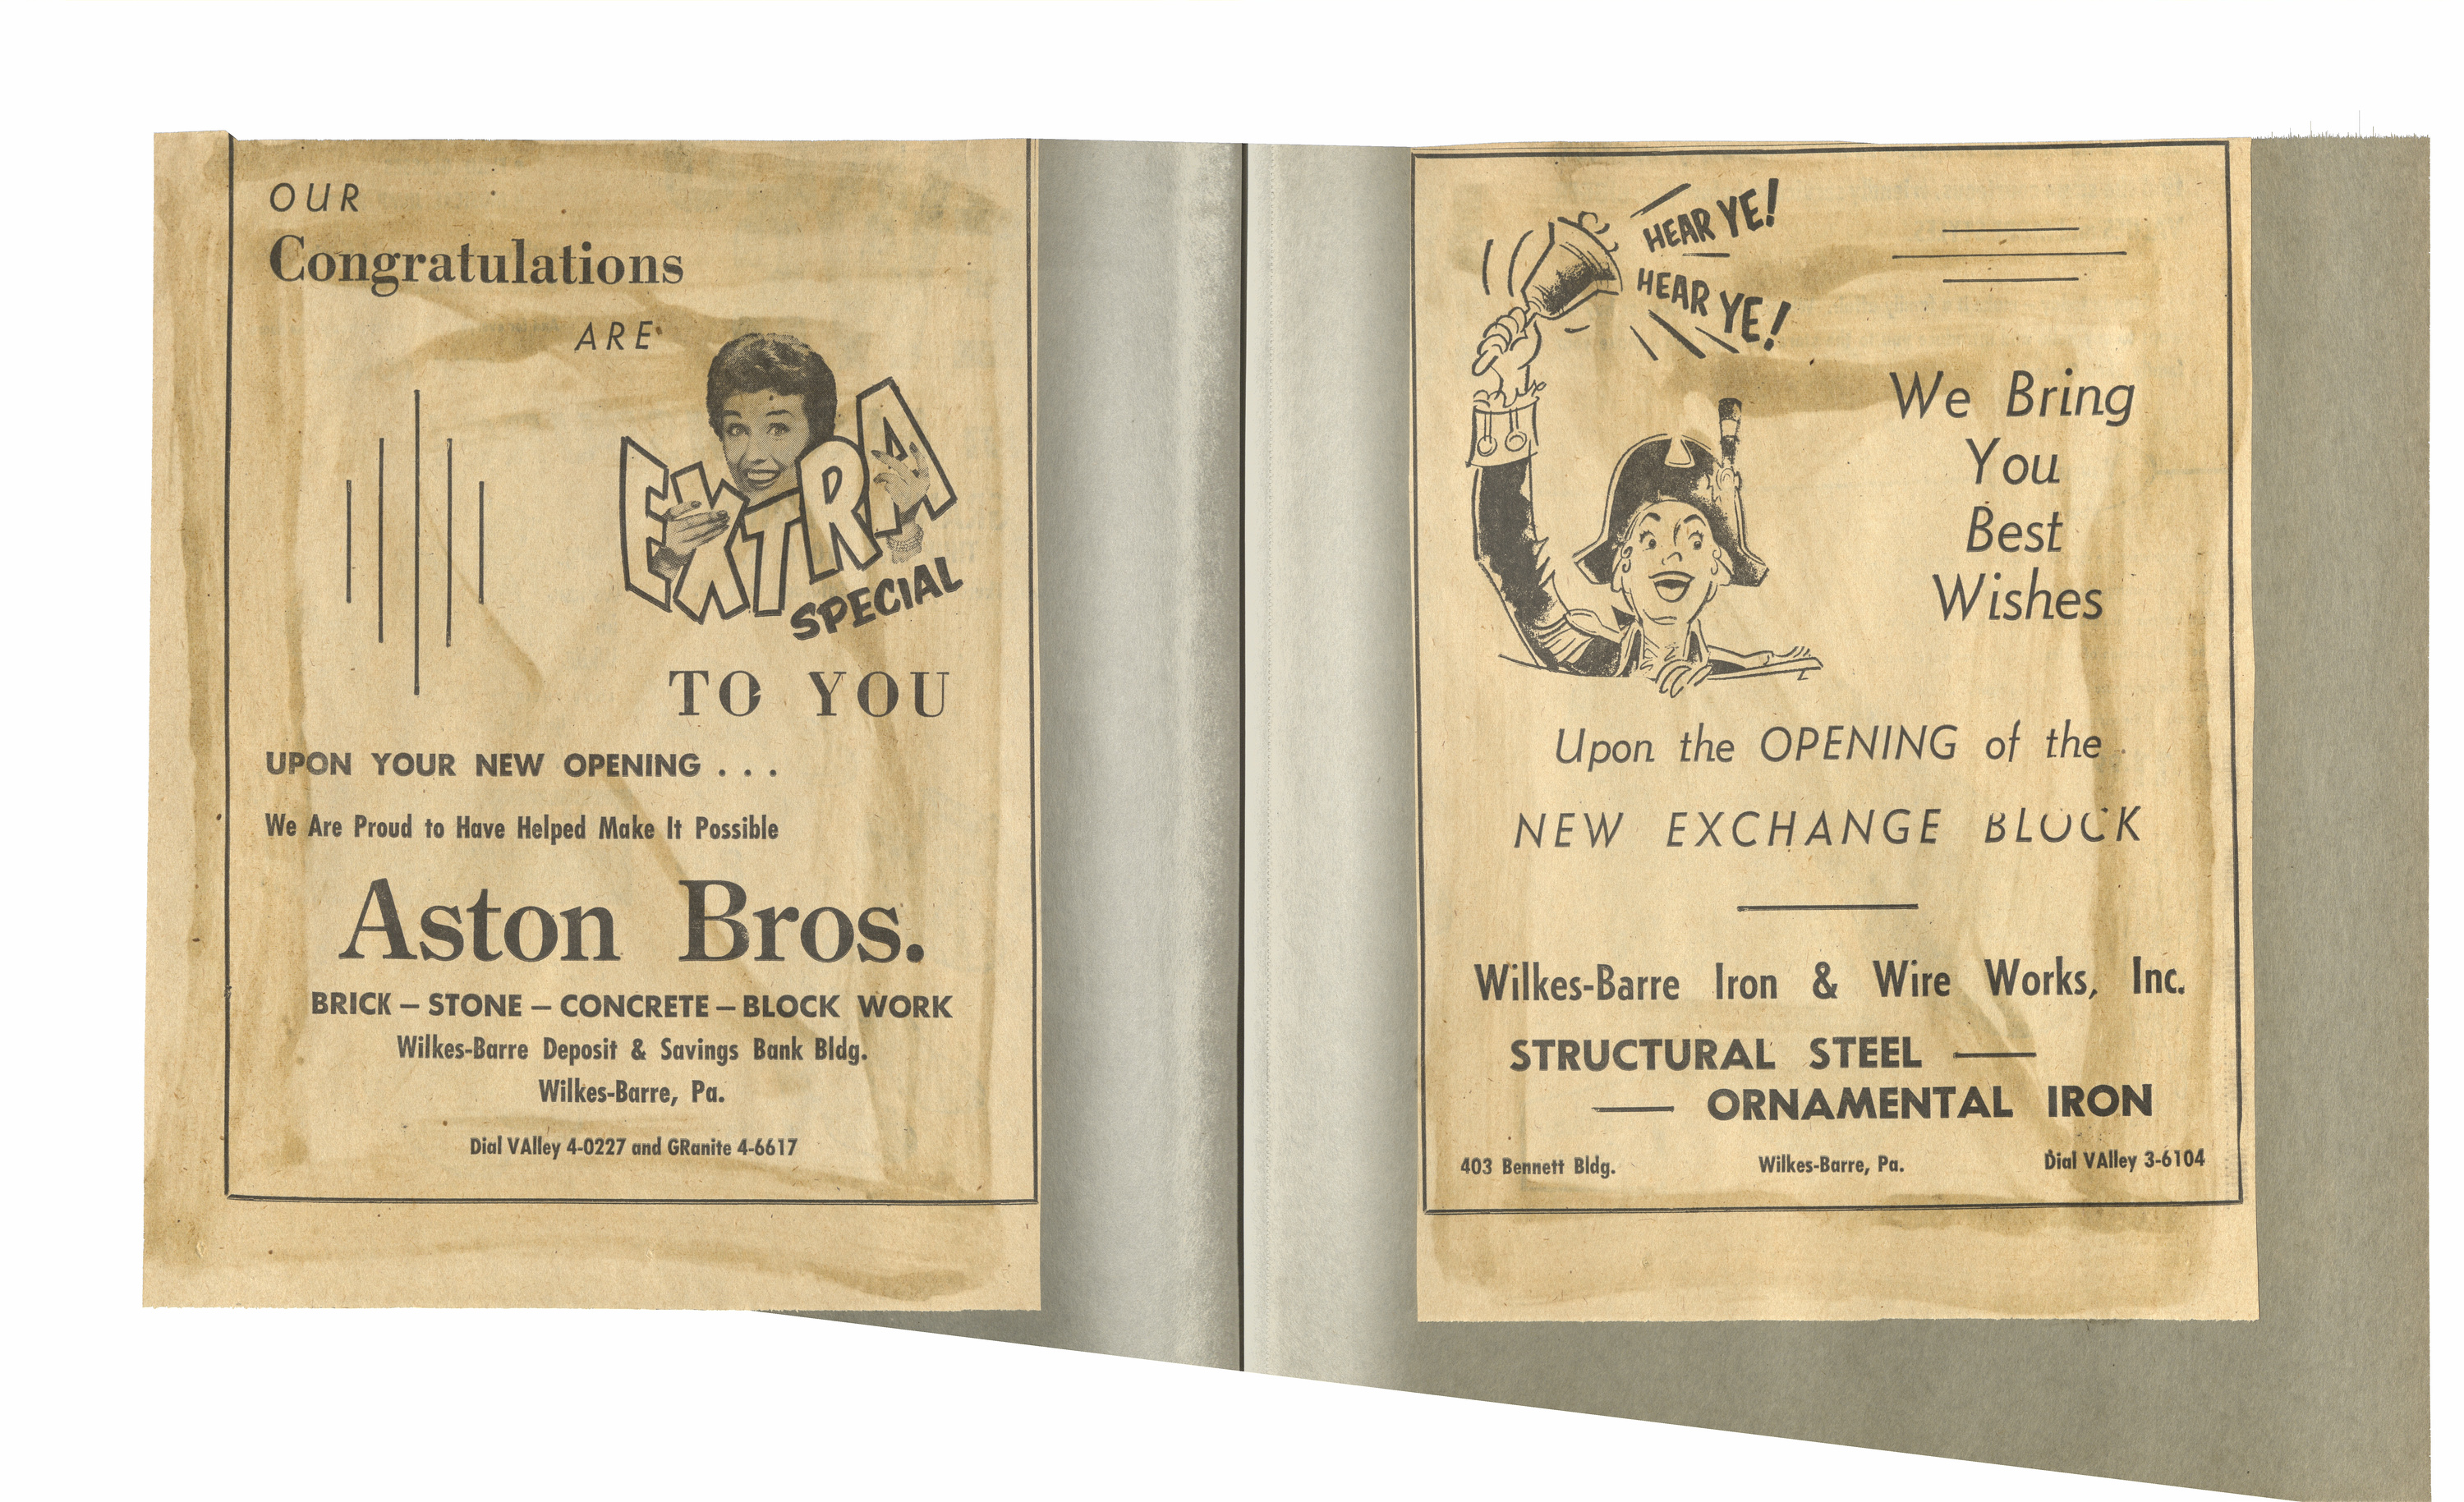 OUR
Congratulations
ARE
EXTRA
SPECIAL
TO YOU
UPON YOUR NEW OPENING . . .
We Are Proud to Have Helped Make It Possible
Aston Bros.
BRICK — STONE — CONCRETE — BLOCK WORK
Wilkes-Barre Deposit & Savings Bank Bldg.
Wilkes-Barre, Pa.
Dial VAlley 4-0227 and GRanite 4-6617
HEAR YE!
HEAR YE!
We Bring
You
Best
Wishes
Upon the OPENING of the
NEW EXCHANGE BLOCK
Wilkes-Barre Iron & Wire Works, Inc.
STRUCTURAL STEEL —
— ORNAMENTAL IRON
403 Bennett Bldg. Wilkes-Barre, Pa. Dial VAlley 3-6104